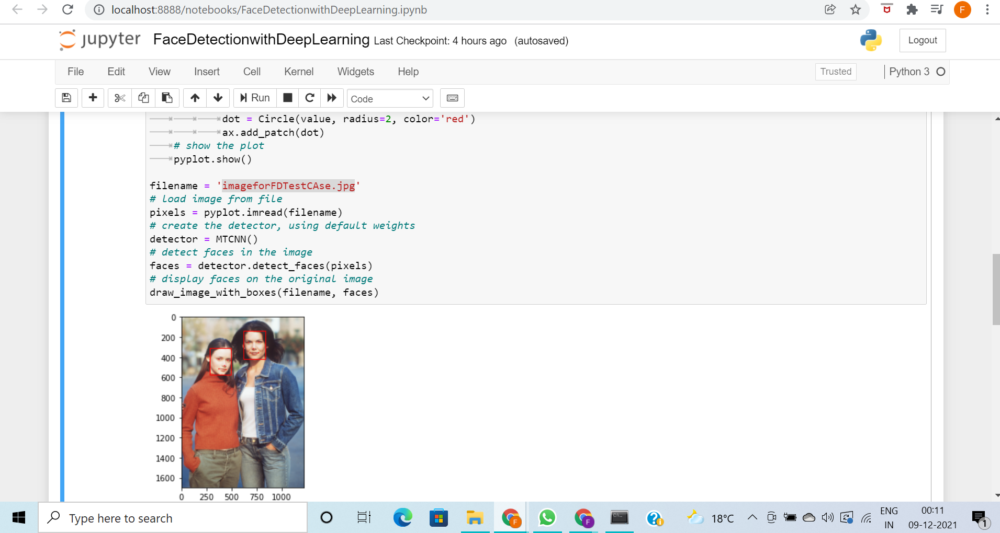 localhost:8888/notebooks/FaceDetectionwithDeepLearning.ipynb
F
jupyter FaceDetectionwithDeepLearning Last Checkpoint: 4 hours ago (autosaved)
Logout
File Edit View Insert Cell Kernel Widgets Help
Trusted Python 3
Run Code
dot = Circle(value, radius=2, color='red')
ax.add_patch(dot)
# show the plot
pyplot.show()
filename = 'imageforFDTestCAse.jpg'
# load image from file
pixels = pyplot.imread(filename)
# create the detector, using default weights
detector = MTCNN()
# detect faces in the image
faces = detector.detect_faces(pixels)
# display faces on the original image
draw_image_with_boxes(filename, faces)
0
200
400
600
800
1000
1200
1400
1600
0 250 500 750 1000
Type here to search
F
F
18°C
ENG
IN
00:11
09-12-2021
1